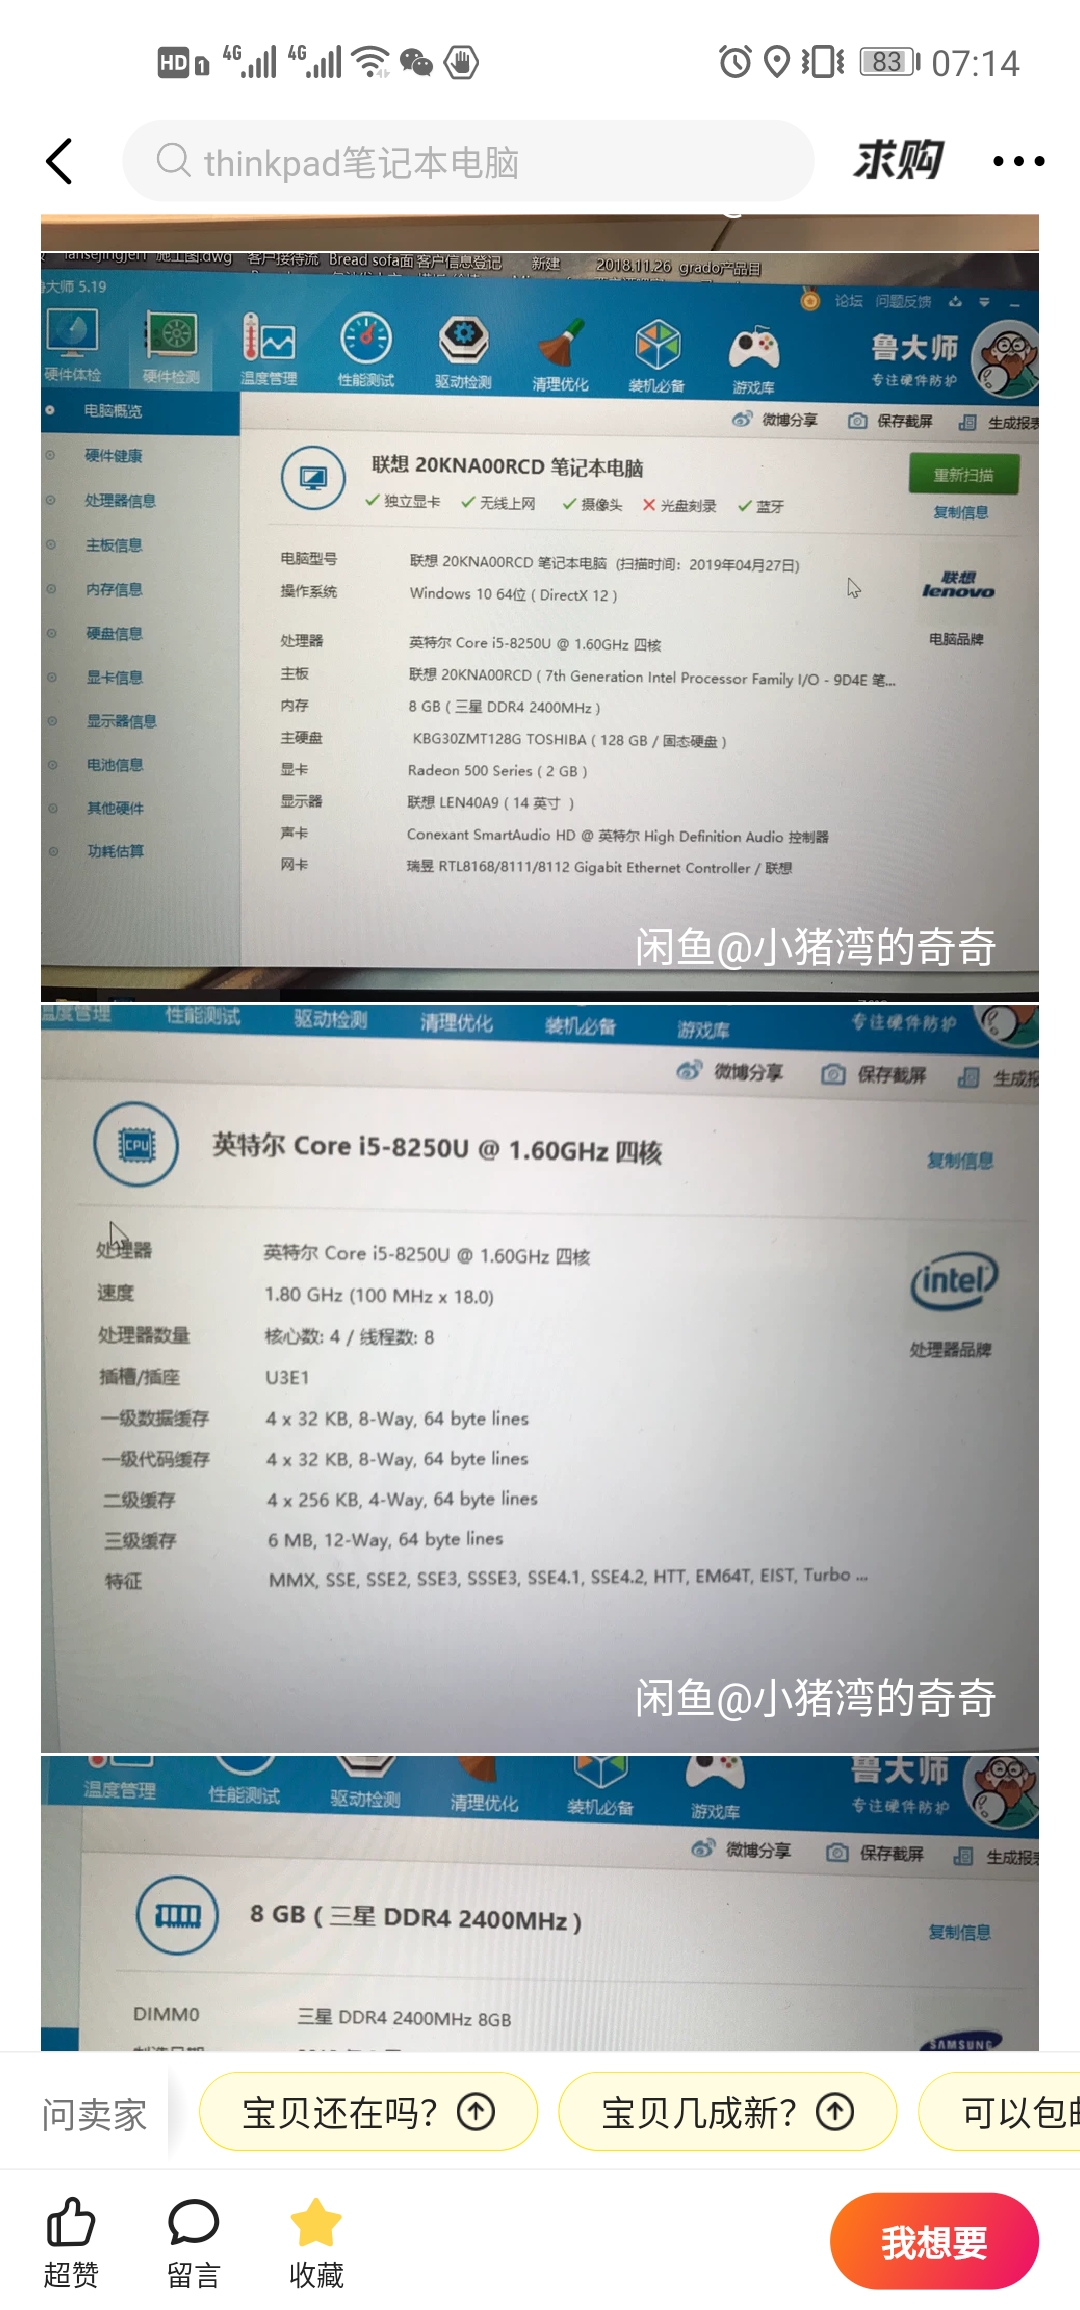 HD 1 4G 4G 83 07:14
thinkpad笔记本电脑
求购
施工图.dwg 客户接待流 Bread sofa面 客户信息登记 新建 2018.11.26 grado产品目
大师 5.19
论坛 问题反馈
硬件体检 硬件检测 温度管理 性能测试 驱动检测 清理优化 装机必备 游戏库
鲁大师
专注硬件防护
微博分享 保存截屏 生成报表
电脑概览
硬件健康
处理器信息
主板信息
内存信息
硬盘信息
显卡信息
显示器信息
电池信息
其他硬件
功耗估算
联想 20KNA00RCD 笔记本电脑
独立显卡 无线上网 摄像头 光盘刻录 蓝牙
重新扫描
复制信息
电脑型号 联想 20KNA00RCD 笔记本电脑 (扫描时间：2019年04月27日)
操作系统 Windows 10 64位 ( DirectX 12 )
联想
lenovo
电脑品牌
处理器 英特尔 Core i5-8250U @ 1.60GHz 四核
主板 联想 20KNA00RCD ( 7th Generation Intel Processor Family I/O - 9D4E 笔...
内存 8 GB ( 三星 DDR4 2400MHz )
主硬盘 KBG30ZMT128G TOSHIBA ( 128 GB / 固态硬盘 )
显卡 Radeon 500 Series ( 2 GB )
显示器 联想 LEN40A9 ( 14 英寸 )
声卡 Conexant SmartAudio HD @ 英特尔 High Definition Audio 控制器
网卡 瑞昱 RTL8168/8111/8112 Gigabit Ethernet Controller / 联想
闲鱼@小猪湾的奇奇
温度管理 性能测试 驱动检测 清理优化 装机必备 游戏库 专注硬件防护
微博分享 保存截屏 生成报
CPU
英特尔 Core i5-8250U @ 1.60GHz 四核
复制信息
处理器 英特尔 Core i5-8250U @ 1.60GHz 四核
速度 1.80 GHz (100 MHz x 18.0)
处理器数量 核心数: 4 / 线程数: 8
插槽/插座 U3E1
一级数据缓存 4 x 32 KB, 8-Way, 64 byte lines
一级代码缓存 4 x 32 KB, 8-Way, 64 byte lines
二级缓存 4 x 256 KB, 4-Way, 64 byte lines
三级缓存 6 MB, 12-Way, 64 byte lines
特征 MMX, SSE, SSE2, SSE3, SSSE3, SSE4.1, SSE4.2, HTT, EM64T, EIST, Turbo ...
intel
处理器品牌
闲鱼@小猪湾的奇奇
温度管理 性能测试 驱动检测 清理优化 装机必备 游戏库
鲁大师
专注硬件防护
微博分享 保存截屏 生成报表
8 GB ( 三星 DDR4 2400MHz )
复制信息
DIMM0 三星 DDR4 2400MHz 8GB
SAMSUNG
问卖家 宝贝还在吗？ 宝贝几成新？ 可以包邮
超赞 留言 收藏
我想要